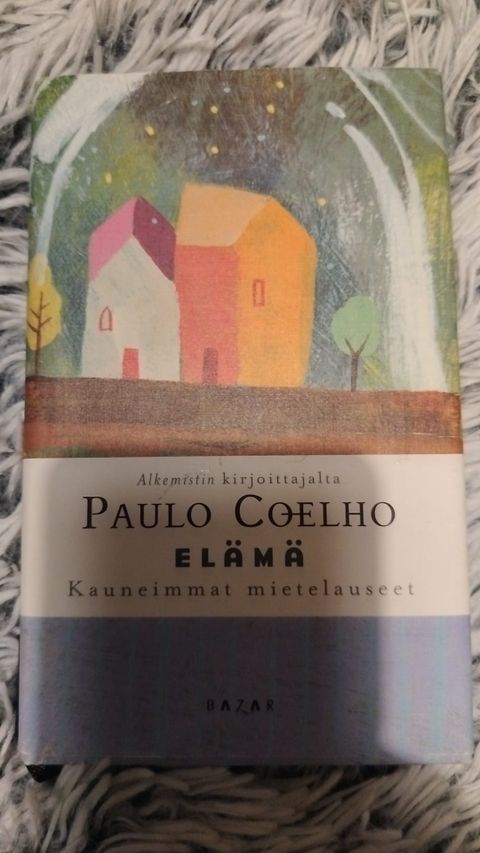 Alkemistin kirjoittajalta
PAULO COELHO
ELÄMÄ
Kauneimmat mietelauseet
BAZAR